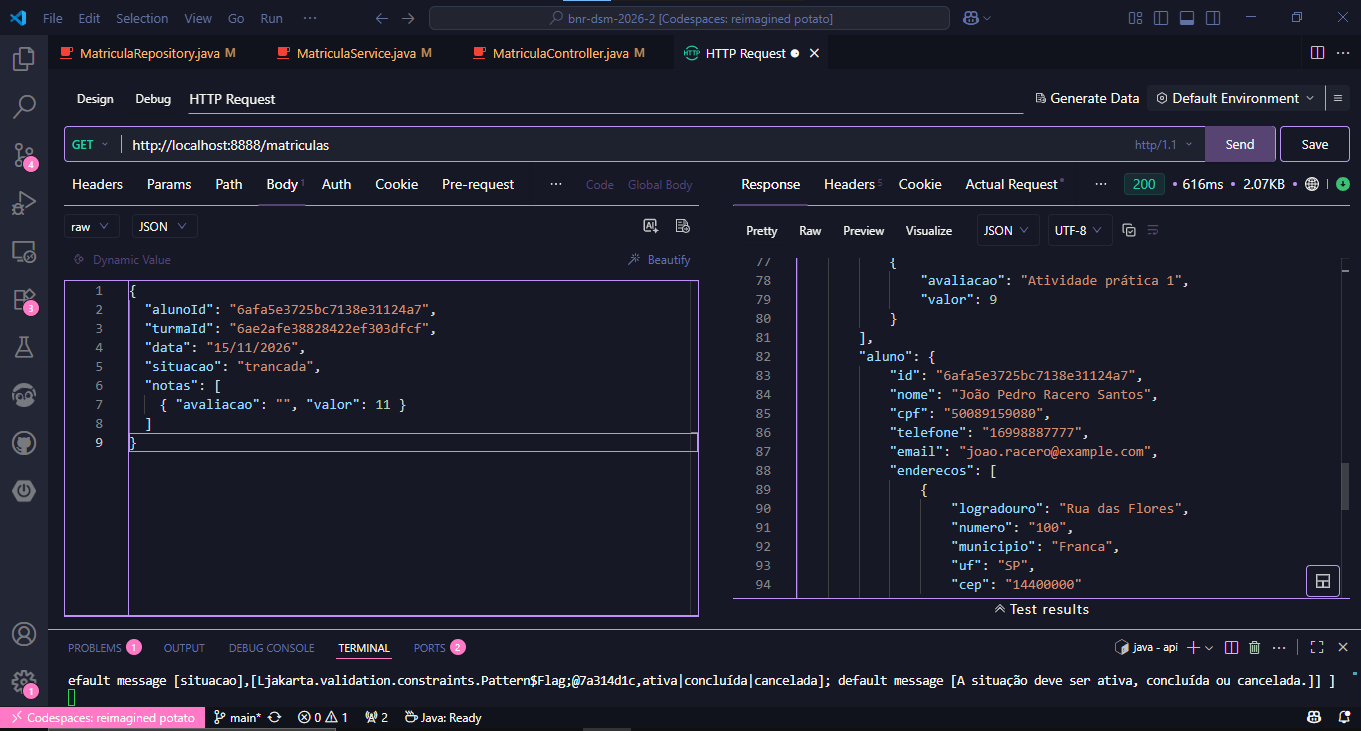 File Edit Selection View Go Run ··· bnr-dsm-2026-2 [Codespaces: reimagined potato]
MatriculaRepository.java M MatriculaService.java M MatriculaController.java M HTTP HTTP Request
Design Debug HTTP Request Generate Data Default Environment
GET http://localhost:8888/matriculas http/1.1 Send Save
Headers Params Path Body 1 Auth Cookie Pre-request ··· Code Global Body
Response Headers 5 Cookie Actual Request ··· 200 • 616ms • 2.07KB •
raw JSON
Pretty Raw Preview Visualize JSON UTF-8
Dynamic Value Beautify
1 {
2 "alunoId": "6afa5e3725bc7138e31124a7",
3 "turmaId": "6ae2afe38828422ef303dfcf",
4 "data": "15/11/2026",
5 "situacao": "trancada",
6 "notas": [
7 { "avaliacao": "", "valor": 11 }
8 ]
9 }
77 {
78 "avaliacao": "Atividade prática 1",
79 "valor": 9
80 }
81 ],
82 "aluno": {
83 "id": "6afa5e3725bc7138e31124a7",
84 "nome": "João Pedro Racero Santos",
85 "cpf": "50089159080",
86 "telefone": "16998887777",
87 "email": "joao.racero@example.com",
88 "enderecos": [
89 {
90 "logradouro": "Rua das Flores",
91 "numero": "100",
92 "municipio": "Franca",
93 "uf": "SP",
94 "cep": "14400000"
Test results
4
3
1
PROBLEMS 1 OUTPUT DEBUG CONSOLE TERMINAL PORTS 2 java - api
efault message [situacao],[Ljakarta.validation.constraints.Pattern$Flag;@7a314d1c,ativa|concluída|cancelada]; default message [A situação deve ser ativa, concluída ou cancelada.]] ]
Codespaces: reimagined potato main* 0 1 2 Java: Ready